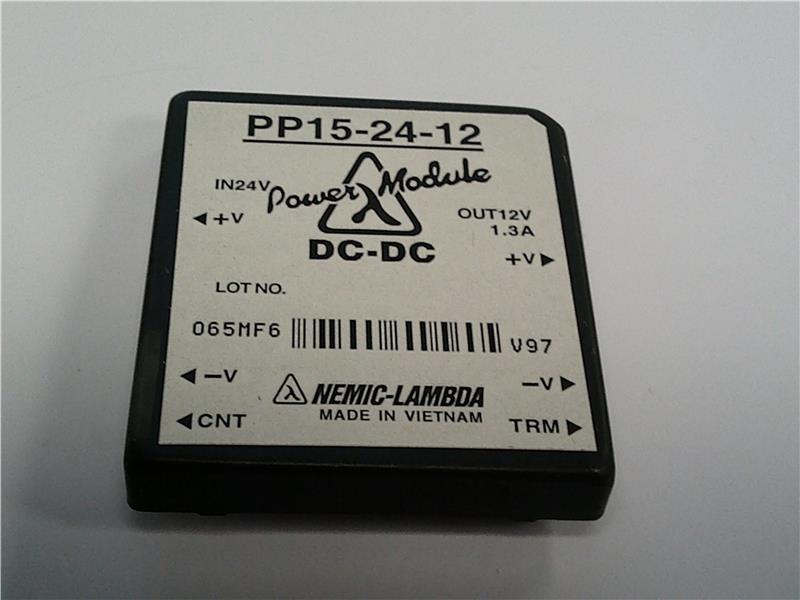 PP15-24-12
IN24V
Power λ Module
◀+V
OUT12V
1.3A
DC-DC
+V▶
LOT NO.
065MF6
V97
◀−V
λ NEMIC-LAMBDA
−V▶
MADE IN VIETNAM
◀CNT
TRM▶